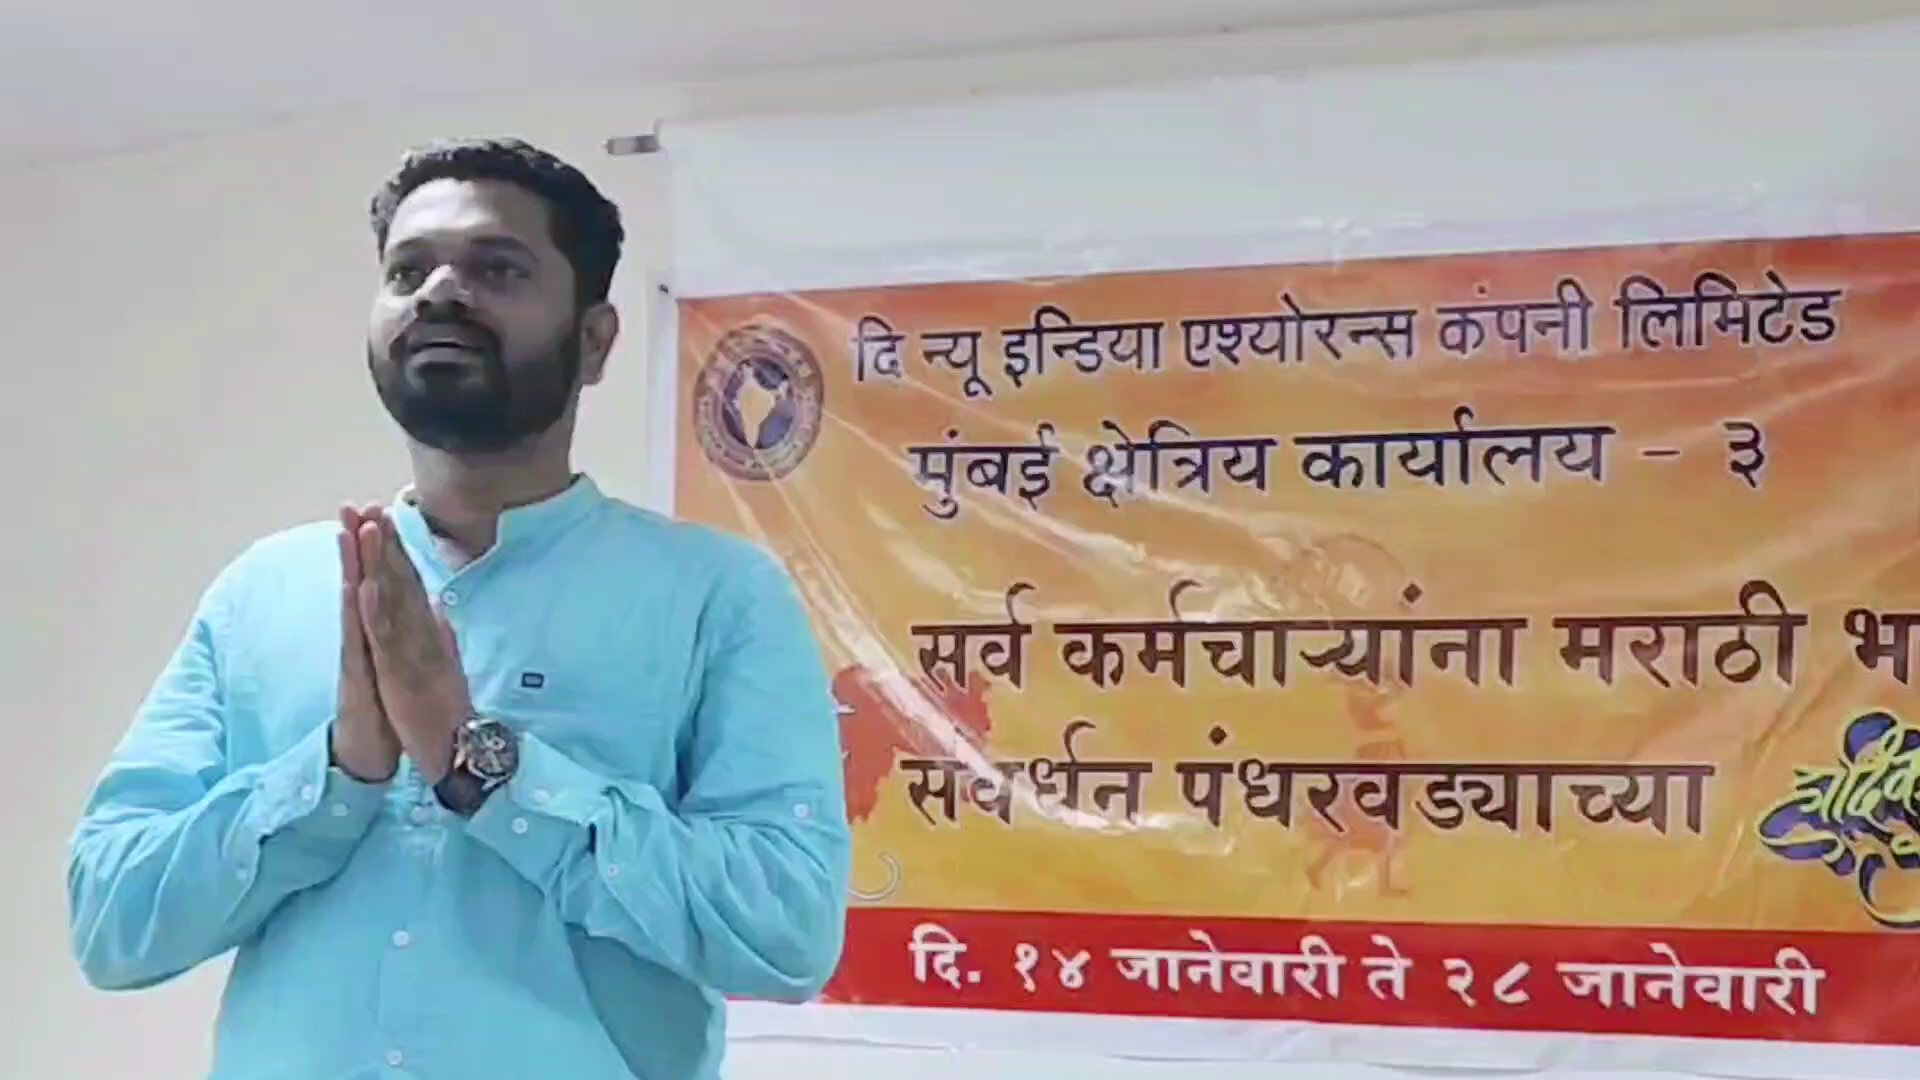 दि न्यू इन्डिया एश्योरन्स कंपनी लिमिटेड
मुंबई क्षेत्रिय कार्यालय - ३
सर्व कर्मचाऱ्यांना मराठी भा
संवर्धन पंधरवड्याच्या
दि. १४ जानेवारी ते २८ जानेवारी